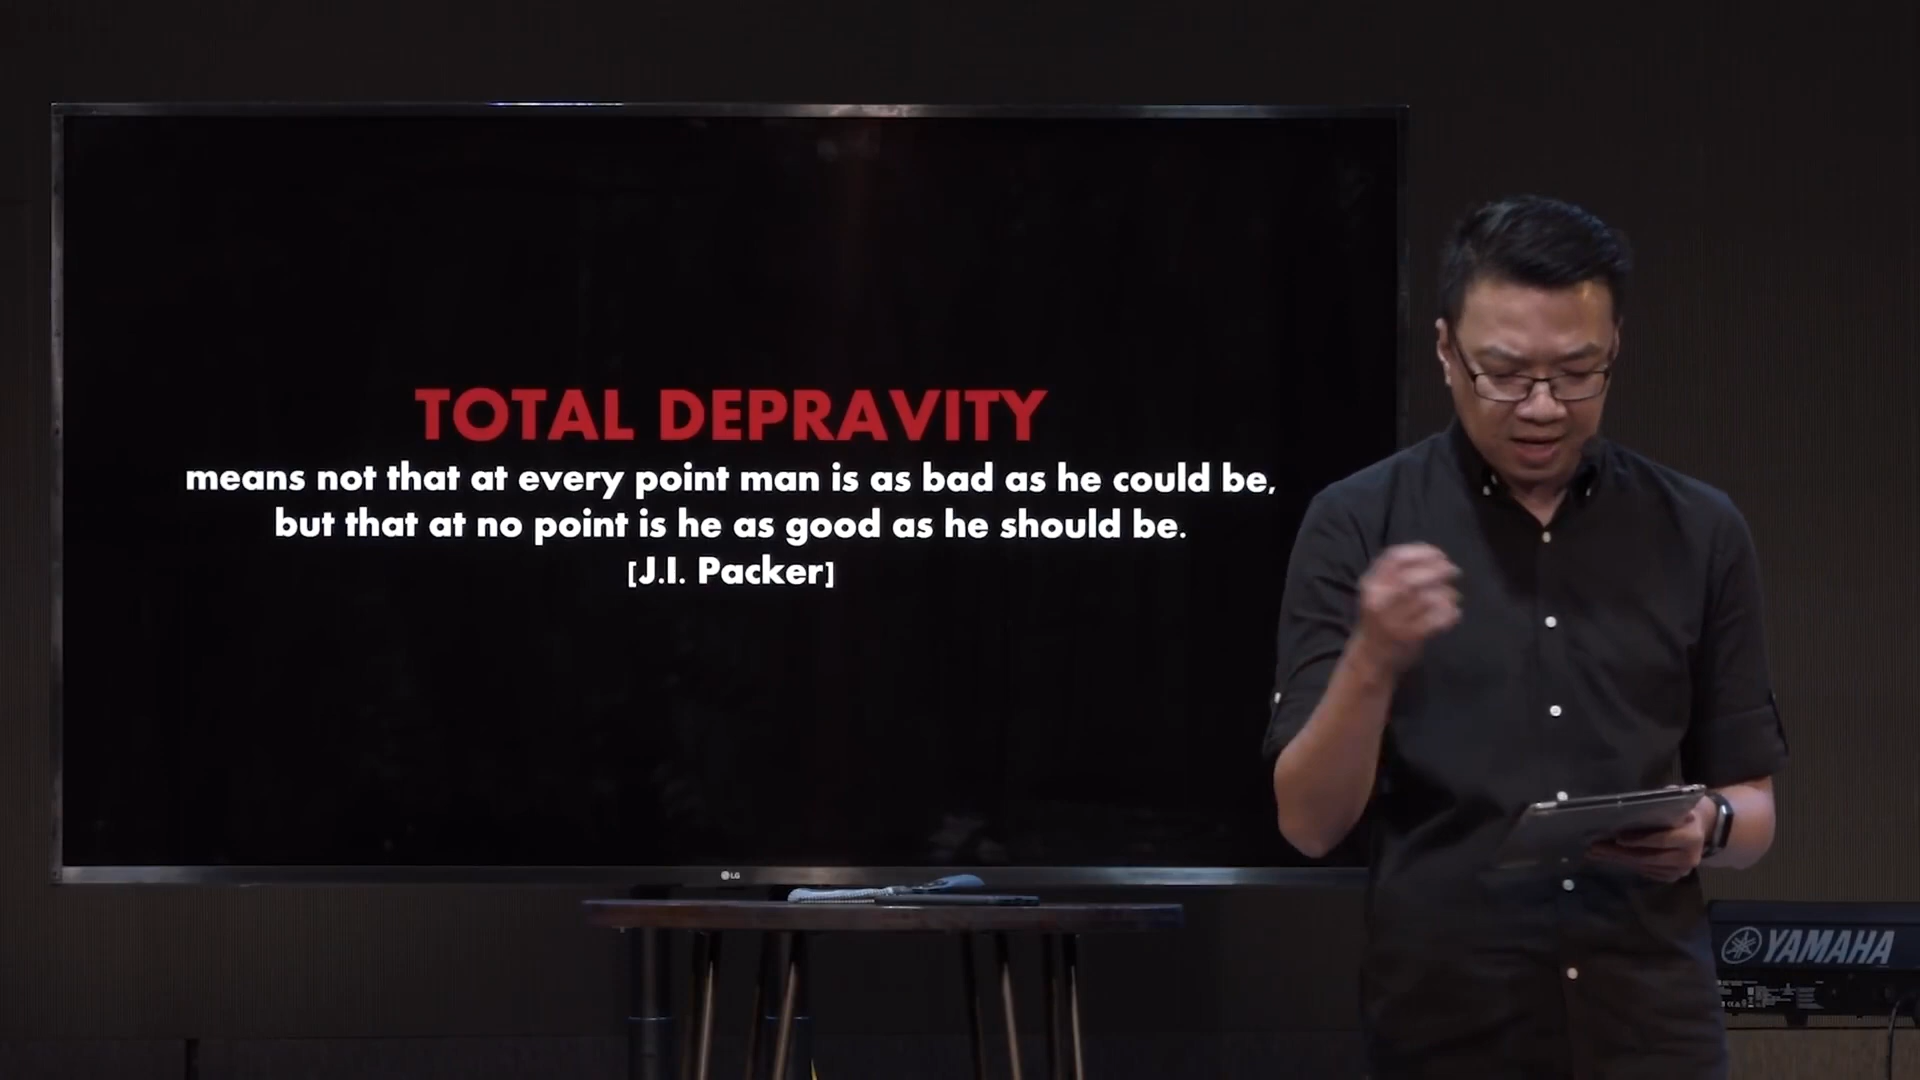 TOTAL DEPRAVITY
means not that at every point man is as bad as he could be,
but that at no point is he as good as he should be.
[J.I. Packer]
LG
YAMAHA